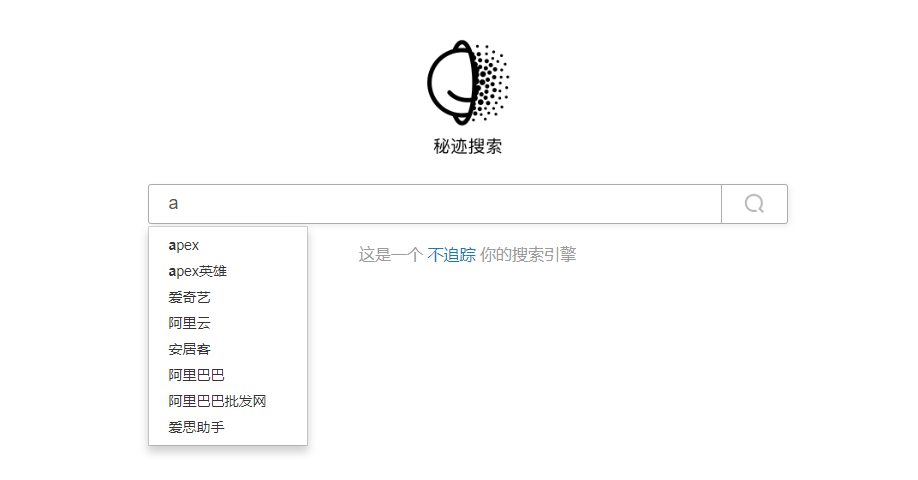 秘迹搜索
a
apex
apex英雄
爱奇艺
阿里云
安居客
阿里巴巴
阿里巴巴批发网
爱思助手
这是一个 不追踪 你的搜索引擎